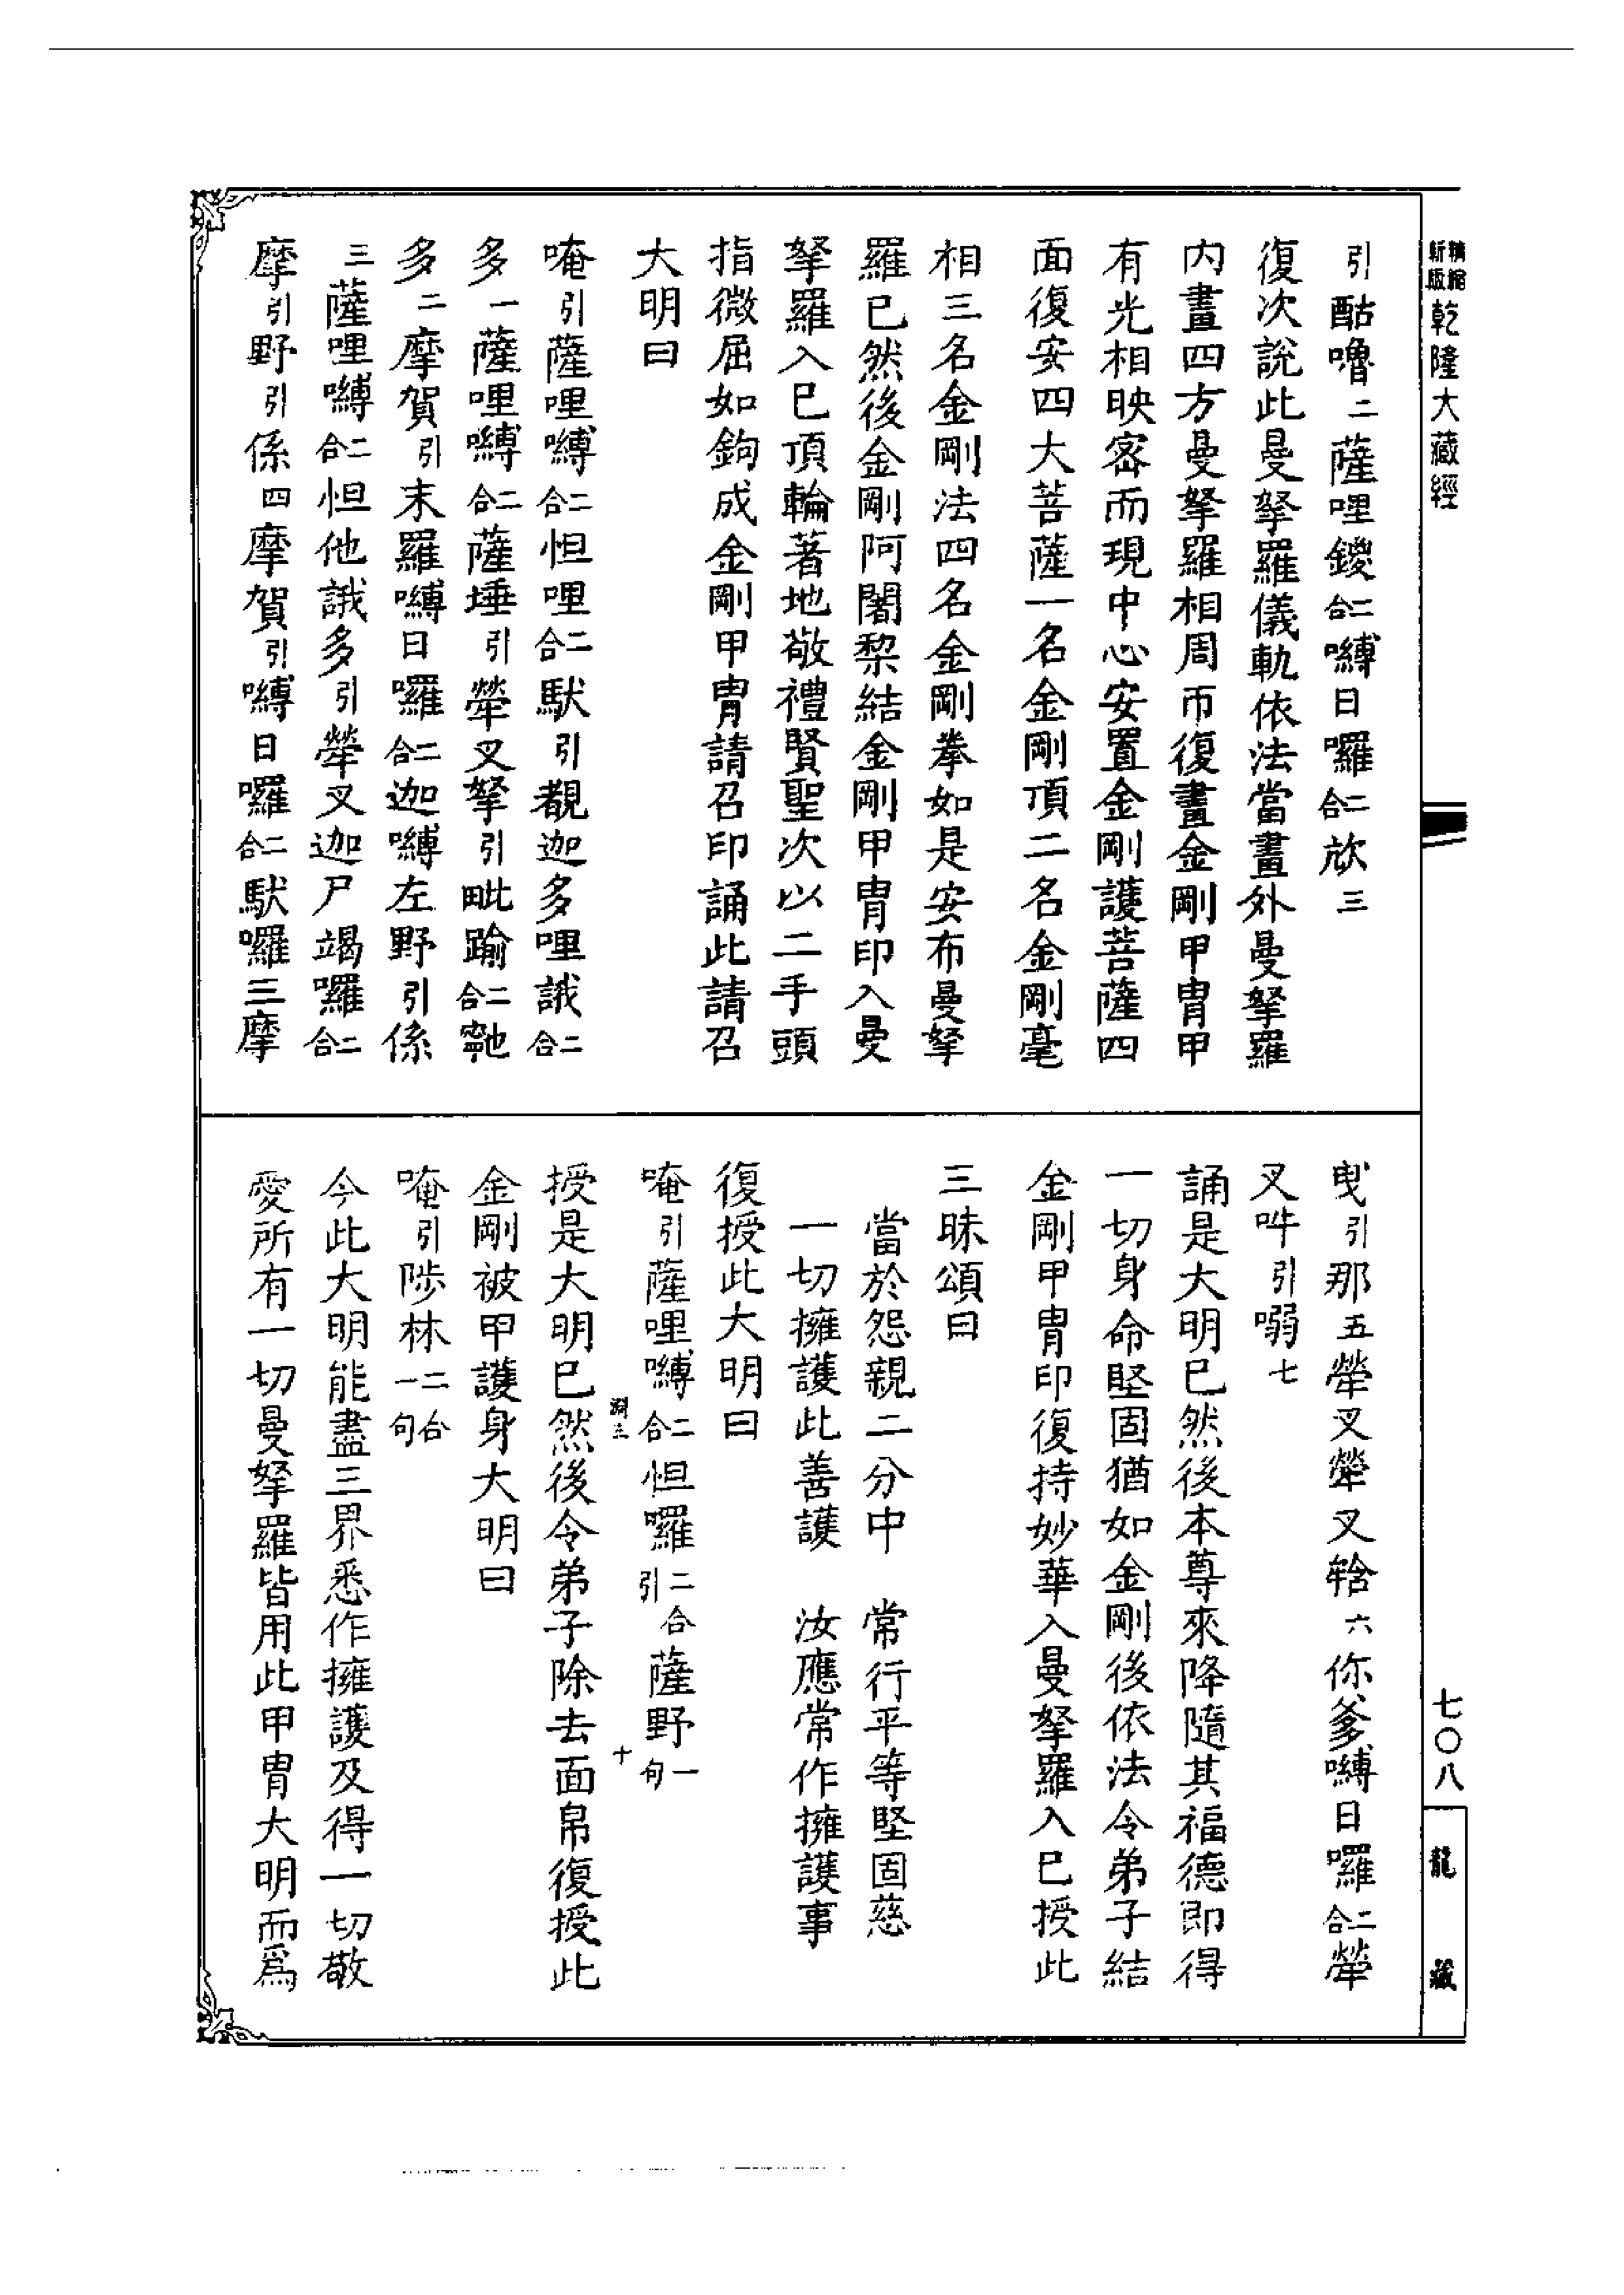 精縮新版乾隆大藏經
引酤嚕二薩哩鑁二合嚩日囉二合炦三
復次說此曼拏羅儀軌依法當畫外曼拏羅
內畫四方曼拏羅相周帀復畫金剛甲冑甲
有光相映密而現中心安置金剛護菩薩四
面復安四大菩薩一名金剛頂二名金剛毫
相三名金剛法四名金剛拳如是安布曼拏
羅已然後金剛阿闍梨結金剛甲冑印入曼
拏羅入已頂輪著地敬禮賢聖次以二手頭
指微屈如鉤成金剛甲冑請召印誦此請召
大明曰
唵引薩哩嚩二合怛哩二合馱引覩迦多哩誐二合
多一薩哩嚩二合薩埵引犖叉拏引毗踰二合
多二摩賀引末羅嚩日囉二合迦嚩左野引係
三薩哩嚩二合怛他誐多引犖叉迦尸竭囉二合
摩引野引係四摩賀引嚩日囉二合馱囉三摩
曵引那五犖叉犖叉𤚥六你爹嚩日囉二合犖
叉吽引嗍七
誦是大明已然後本尊來降隨其福德即得
一切身命堅固猶如金剛後依法令弟子結
金剛甲冑印復持妙華入曼拏羅入已授此
三昧頌曰
當於怨親二分中　常行平等堅固慈
一切擁護此善護　汝應常作擁護事
復授此大明曰
唵引薩哩嚩二合怛囉二合引薩野一句
授是大明已然後令弟子除去面帛復授此
金剛被甲護身大明曰
唵引陟林二合一句
今此大明能盡三界悉作擁護及得一切敬
愛所有一切曼拏羅皆用此甲冑大明而爲
十
七〇八
龍藏